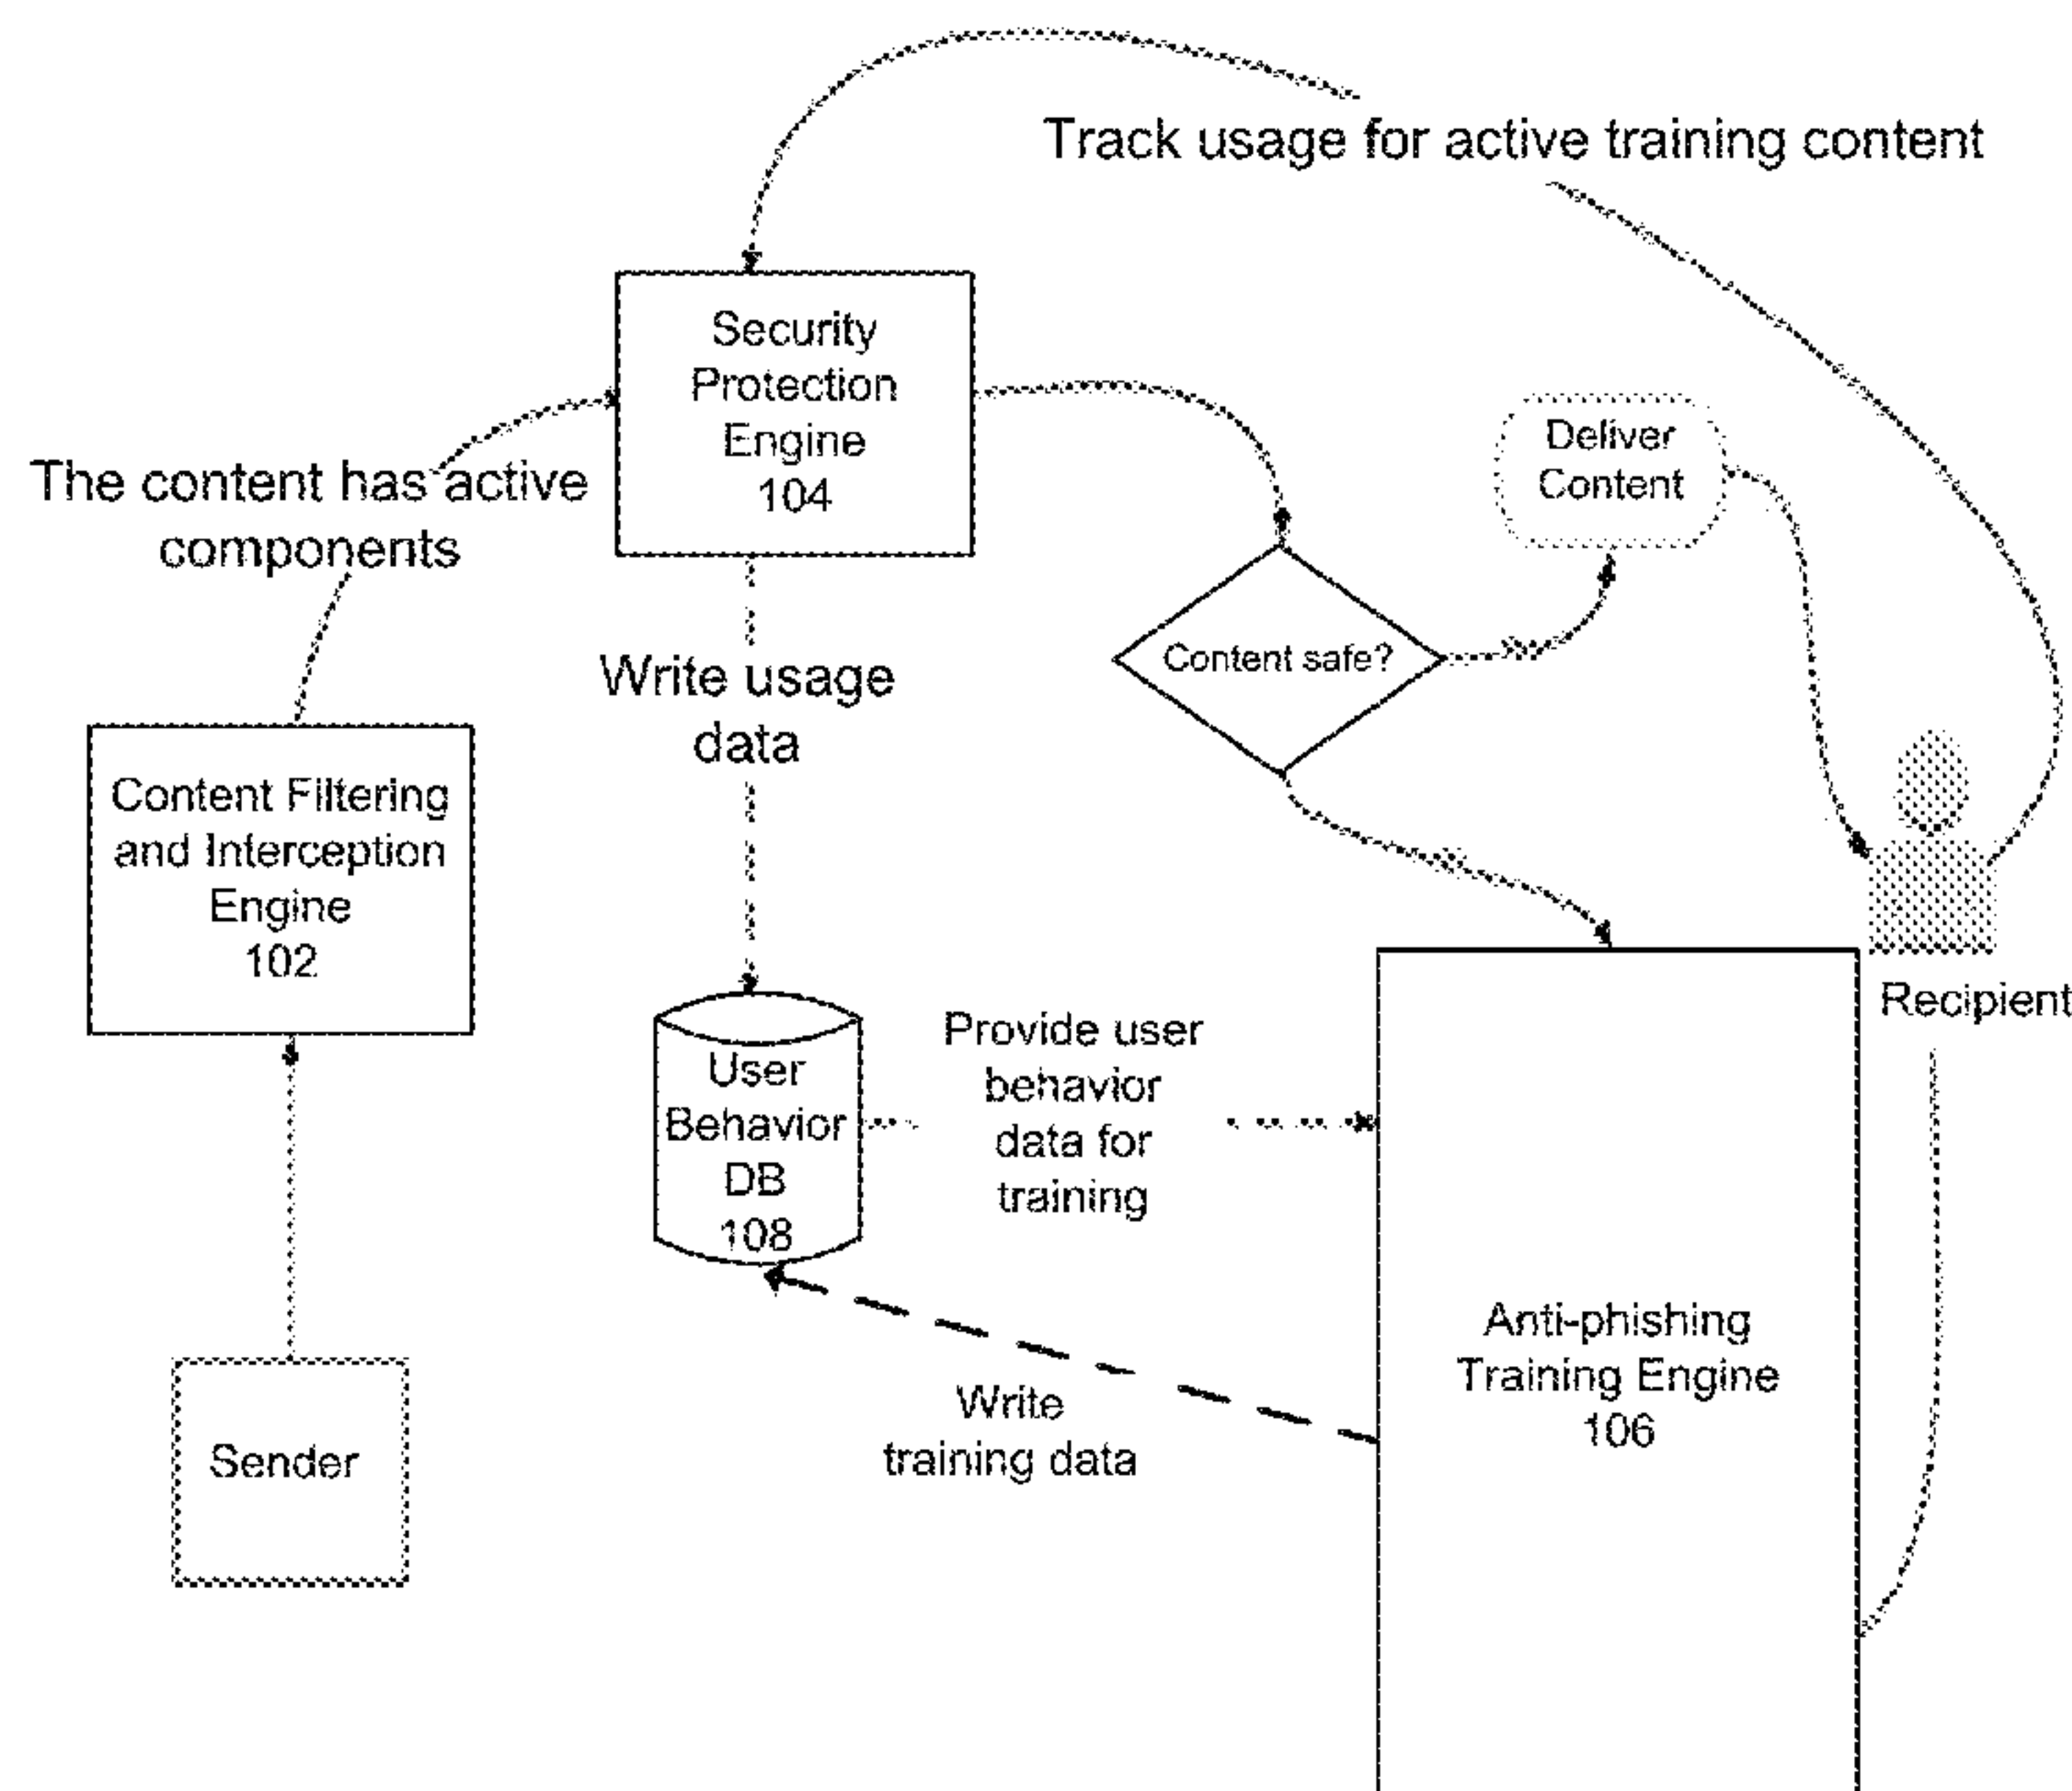 Track usage for active training content
Security
Protection
Engine
104
Deliver
Content
The content has active
components
Content safe?
Write usage
data
Content Filtering
and Interception
Engine
102
Recipient
User
Behavior
DB
108
Provide user
behavior
data for
training
Anti-phishing
Training Engine
106
Write
training data
Sender